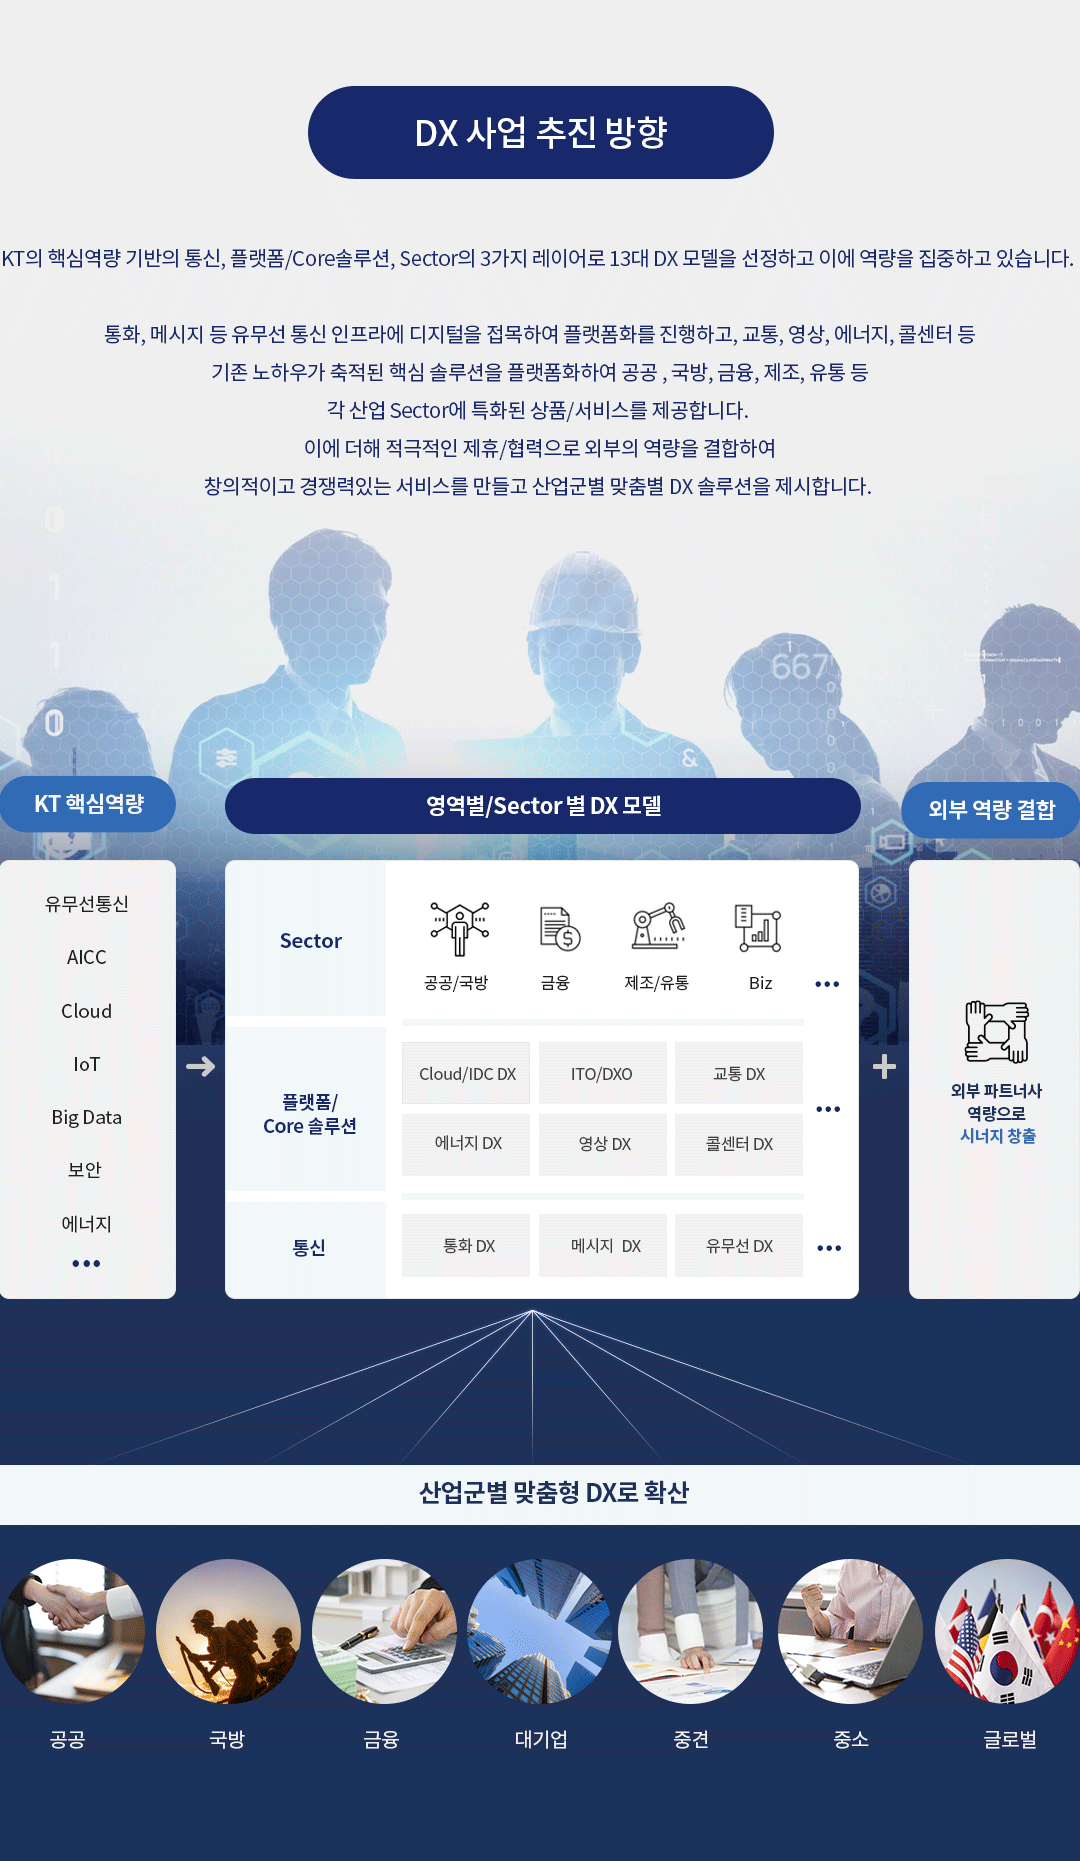 DX 사업 추진 방향
KT의 핵심역량 기반의 통신, 플랫폼/Core솔루션, Sector의 3가지 레이어로 13대 DX 모델을 선정하고 이에 역량을 집중하고 있습니다.
통화, 메시지 등 유무선 통신 인프라에 디지털을 접목하여 플랫폼화를 진행하고, 교통, 영상, 에너지, 콜센터 등
기존 노하우가 축적된 핵심 솔루션을 플랫폼화하여 공공 , 국방, 금융, 제조, 유통 등
각 산업 Sector에 특화된 상품/서비스를 제공합니다.
이에 더해 적극적인 제휴/협력으로 외부의 역량을 결합하여
창의적이고 경쟁력있는 서비스를 만들고 산업군별 맞춤별 DX 솔루션을 제시합니다.
0
1
1
0
667
1
0
0
0
1 1 0 0 1
&
KT 핵심역량
유무선통신
AICC
Cloud
IoT
Big Data
보안
에너지
•••
영역별/Sector 별 DX 모델
Sector
공공/국방
금융
제조/유통
Biz
•••
플랫폼/
Core 솔루션
Cloud/IDC DX
ITO/DXO
교통 DX
에너지 DX
영상 DX
콜센터 DX
•••
통신
통화 DX
메시지 DX
유무선 DX
•••
외부 역량 결합
외부 파트너사
역량으로
시너지 창출
산업군별 맞춤형 DX로 확산
공공
국방
금융
대기업
중견
중소
글로벌